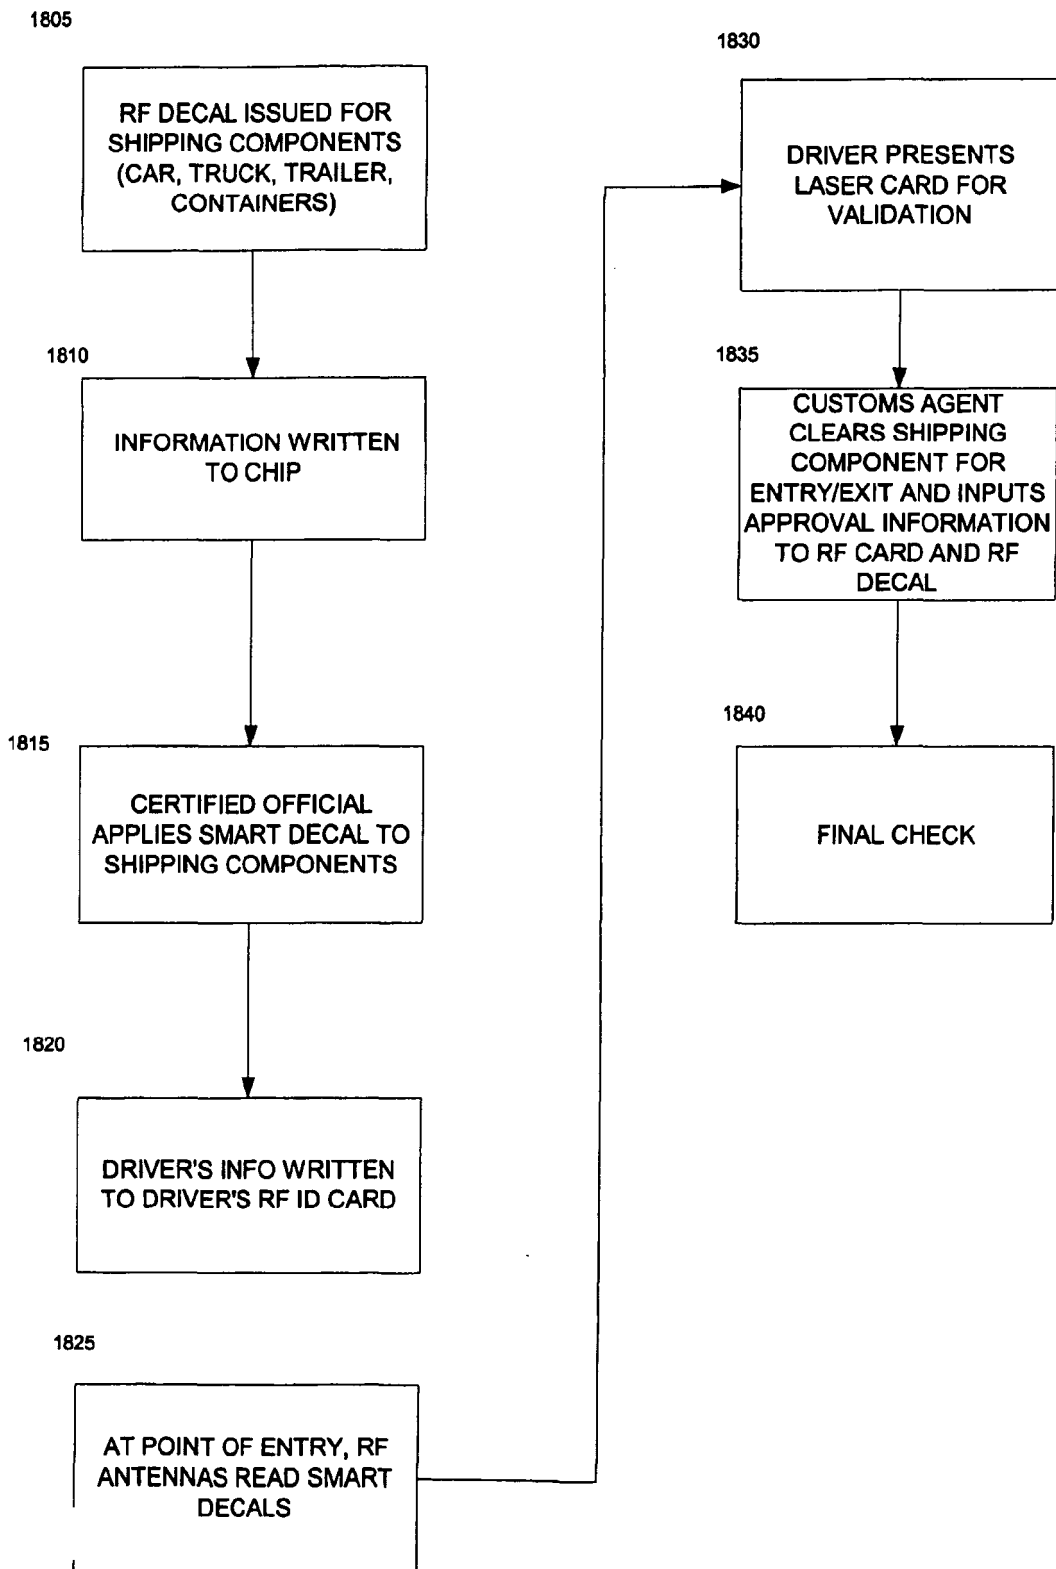 1805
RF DECAL ISSUED FOR
SHIPPING COMPONENTS
(CAR, TRUCK, TRAILER,
CONTAINERS)
1810
INFORMATION WRITTEN
TO CHIP
1815
CERTIFIED OFFICIAL
APPLIES SMART DECAL TO
SHIPPING COMPONENTS
1820
DRIVER'S INFO WRITTEN
TO DRIVER'S RF ID CARD
1825
AT POINT OF ENTRY, RF
ANTENNAS READ SMART
DECALS
1830
DRIVER PRESENTS
LASER CARD FOR
VALIDATION
1835
CUSTOMS AGENT
CLEARS SHIPPING
COMPONENT FOR
ENTRY/EXIT AND INPUTS
APPROVAL INFORMATION
TO RF CARD AND RF
DECAL
1840
FINAL CHECK